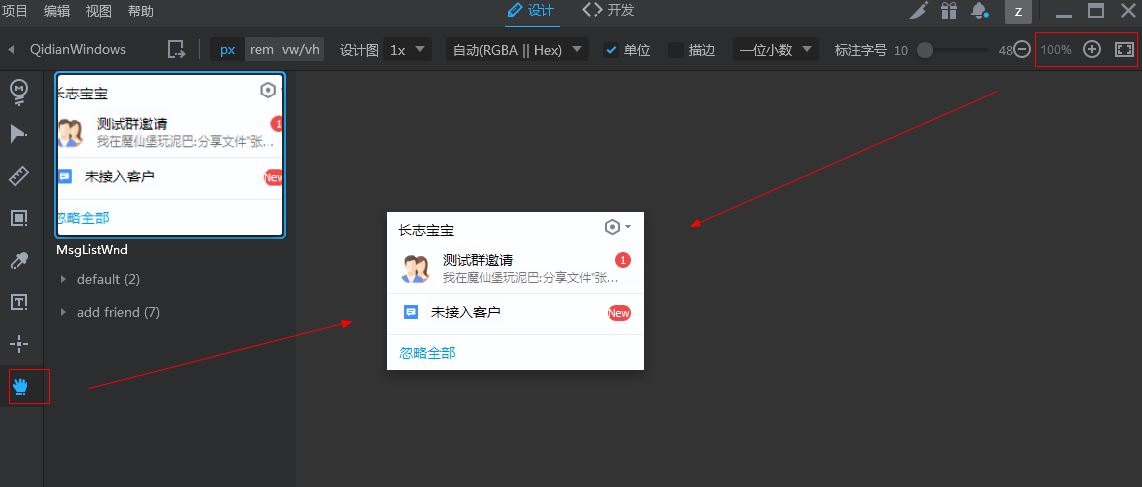 项目 编辑 视图 帮助 设计 开发 z
QidianWindows px rem vw/vh 设计图 1x 自动(RGBA || Hex) 单位 描边 一位小数 标注字号 10 48 100%
长志宝宝
测试群邀请 1
我在魔仙堡玩泥巴:分享文件"张...
未接入客户 New
忽略全部
MsgListWnd
default (2)
add friend (7)
长志宝宝
测试群邀请 1
我在魔仙堡玩泥巴:分享文件"张...
未接入客户 New
忽略全部